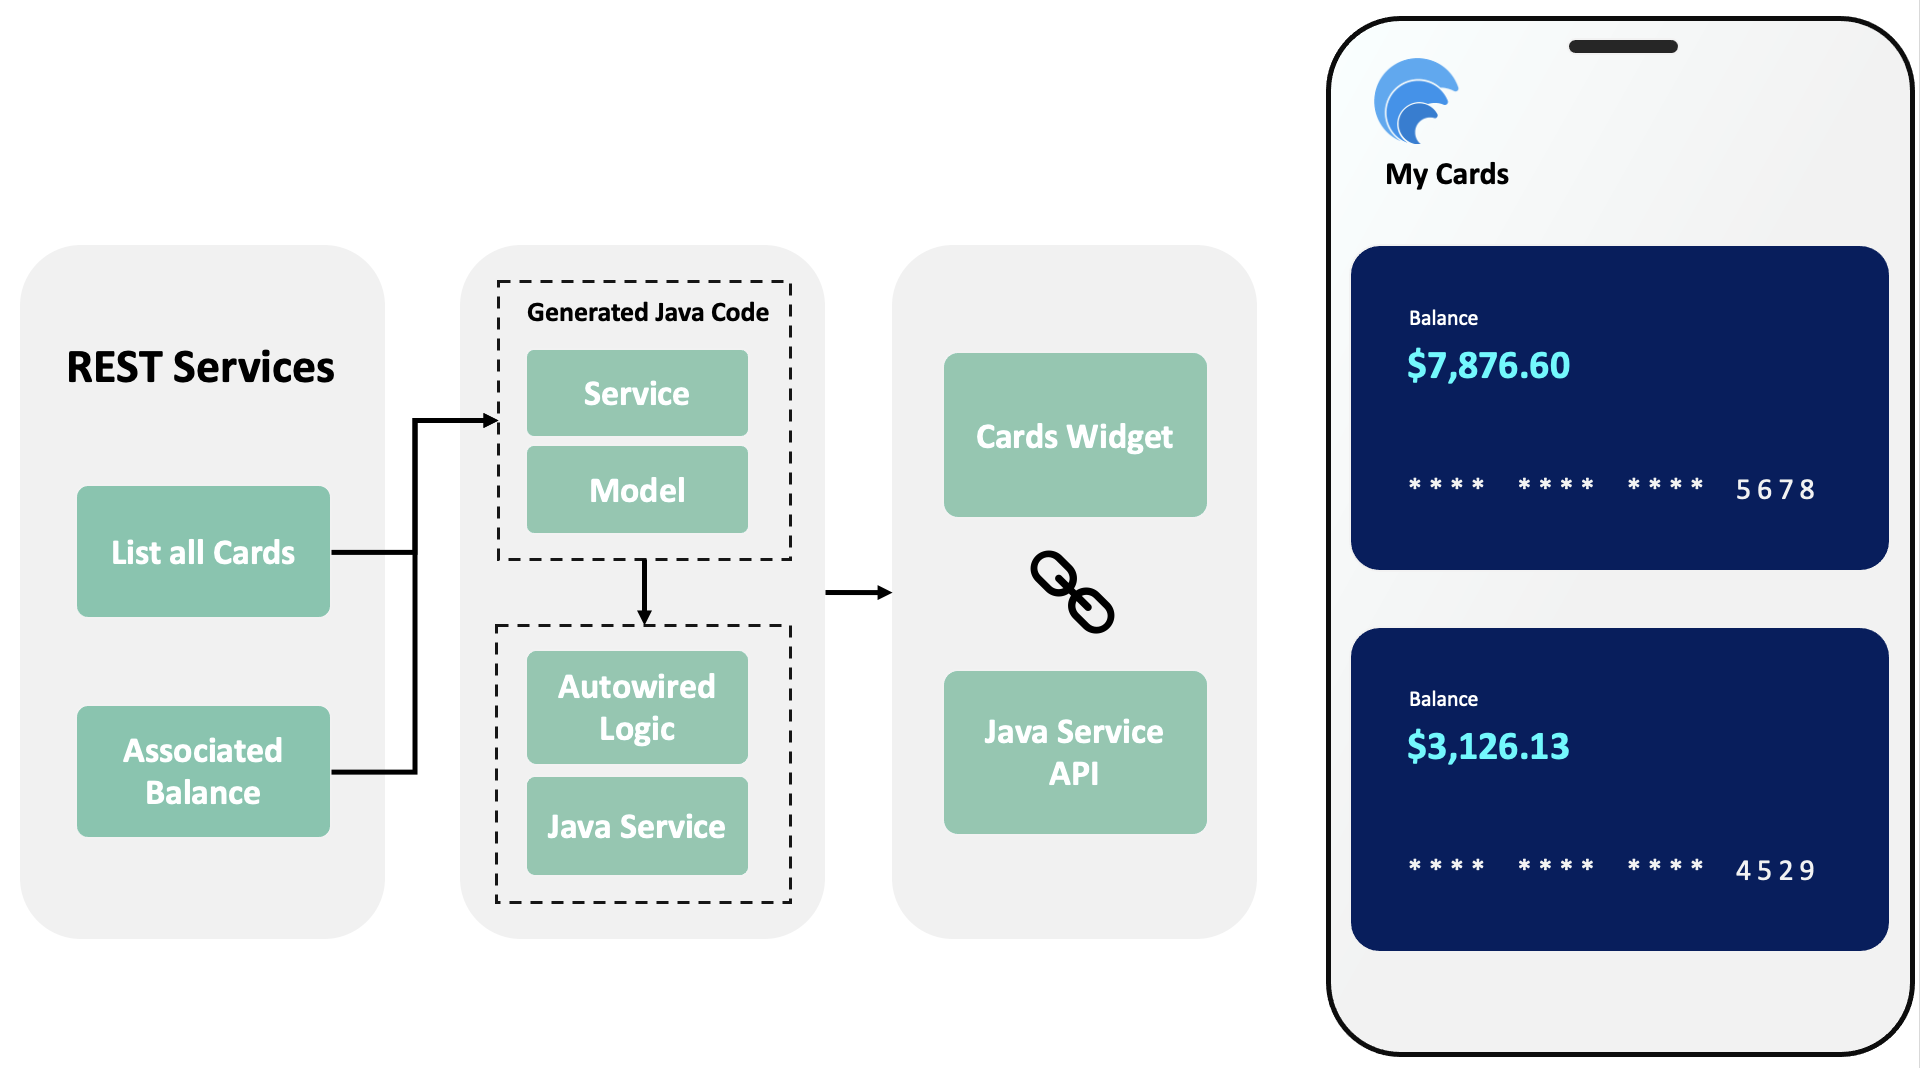 REST Services
List all Cards
Associated
Balance
Generated Java Code
Service
Model
Autowired
Logic
Java Service
Cards Widget
Java Service
API
My Cards
Balance
$7,876.60
**** **** **** 5678
Balance
$3,126.13
**** **** **** 4529